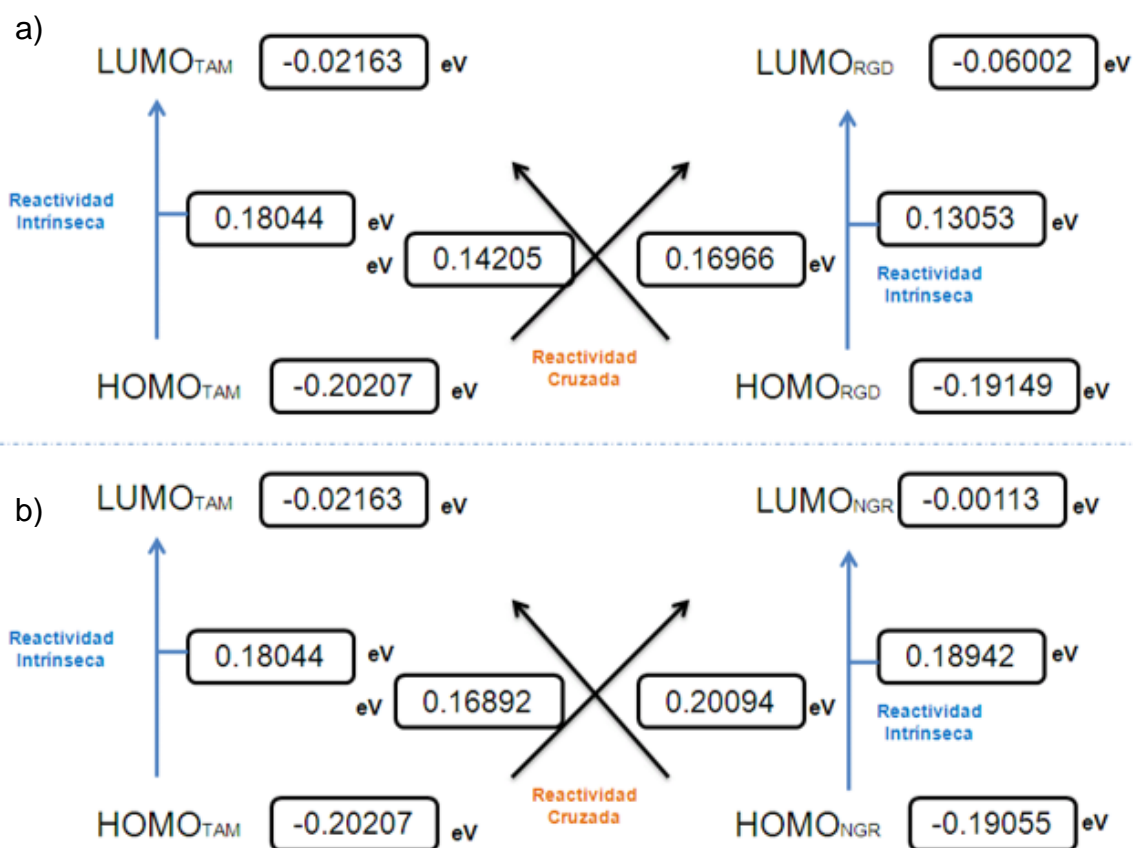 a)
LUMOTAM -0.02163 eV
LUMORGD -0.06002 eV
Reactividad
Intrínseca
0.18044 eV
eV 0.14205
0.16966 eV
0.13053 eV
Reactividad
Intrínseca
Reactividad
Cruzada
HOMOTAM -0.20207 eV
HOMORGD -0.19149 eV
b)
LUMOTAM -0.02163 eV
LUMONGR -0.00113 eV
Reactividad
Intrínseca
0.18044 eV
eV 0.16892
0.20094 eV
0.18942 eV
Reactividad
Intrínseca
Reactividad
Cruzada
HOMOTAM -0.20207 eV
HOMONGR -0.19055 eV